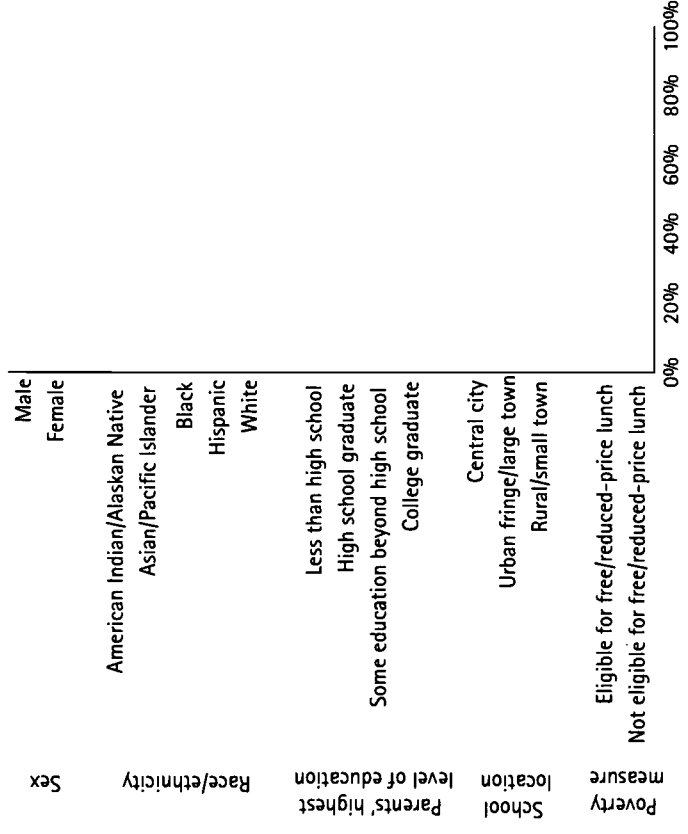 Sex
Male
Female
Race/ethnicity
American Indian/Alaskan Native
Asian/Pacific Islander
Black
Hispanic
White
Parents' highest
level of education
Less than high school
High school graduate
Some education beyond high school
College graduate
School
location
Central city
Urban fringe/large town
Rural/small town
Poverty
measure
Eligible for free/reduced-price lunch
Not eligible for free/reduced-price lunch
0% 20% 40% 60% 80% 100%